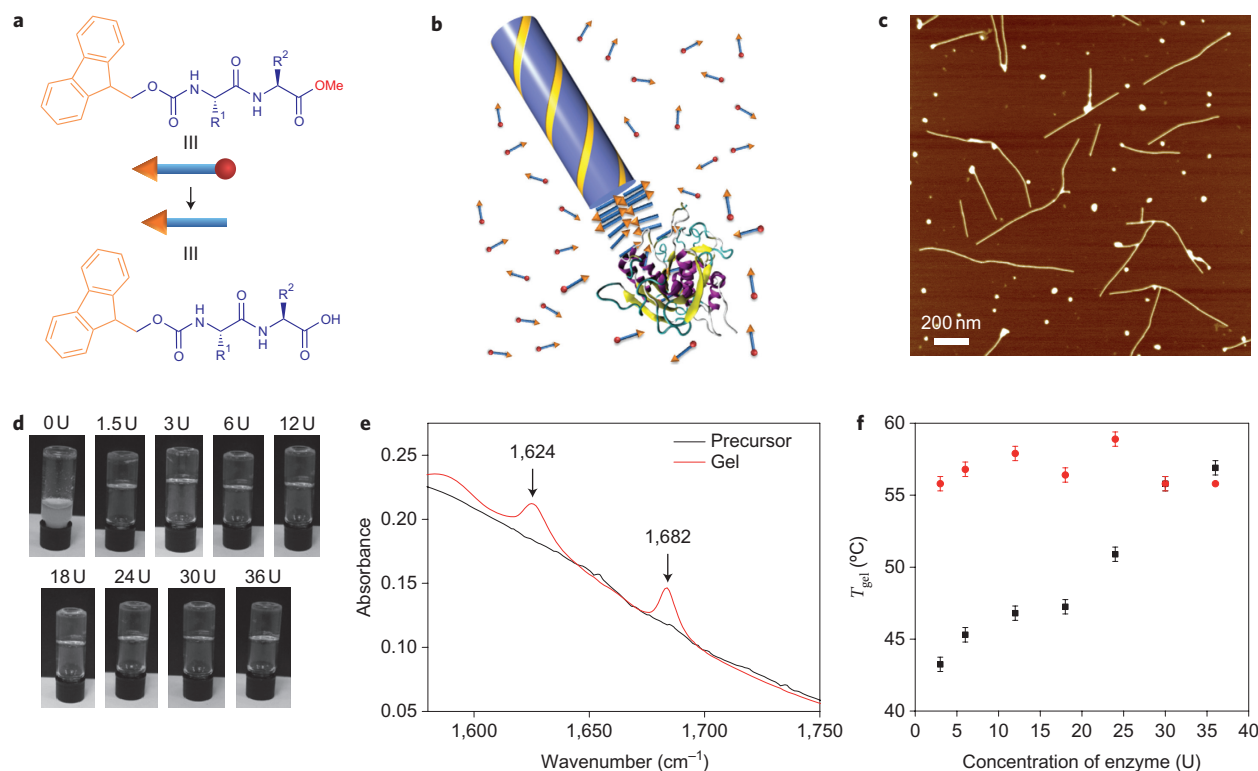 a
R²
O
H
N
O
N
H
OMe
O
R¹
O
III
III
R²
O
H
N
O
N
H
OH
O
R¹
O
b
c
200 nm
d
0 U
1.5 U
3 U
6 U
12 U
18 U
24 U
30 U
36 U
e
Precursor
Gel
1,624
1,682
0.25
0.20
0.15
0.10
0.05
Absorbance
1,600
1,650
1,700
1,750
Wavenumber (cm⁻¹)
f
60
55
50
45
40
T_gel (ºC)
0
5
10
15
20
25
30
35
40
Concentration of enzyme (U)